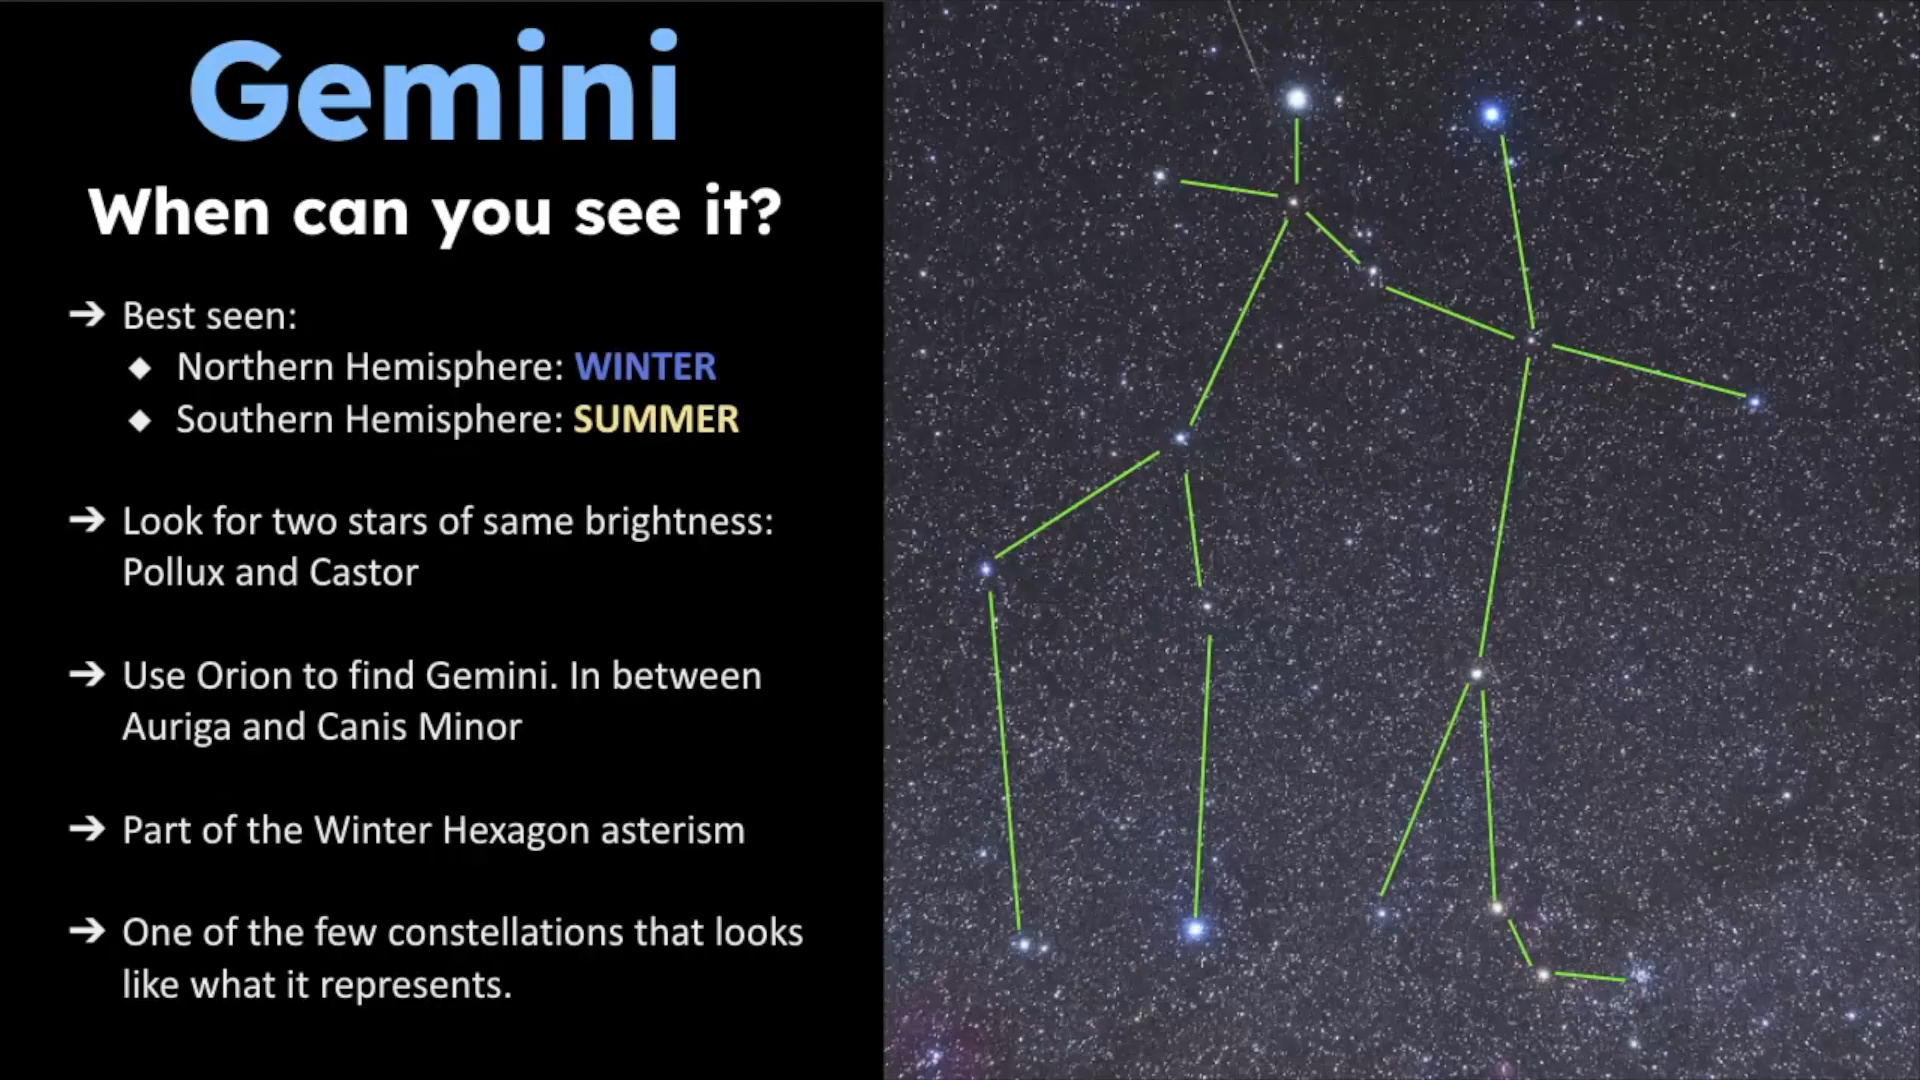 Gemini
When can you see it?
➔ Best seen:
◆ Northern Hemisphere: WINTER
◆ Southern Hemisphere: SUMMER
➔ Look for two stars of same brightness:
Pollux and Castor
➔ Use Orion to find Gemini. In between
Auriga and Canis Minor
➔ Part of the Winter Hexagon asterism
➔ One of the few constellations that looks
like what it represents.